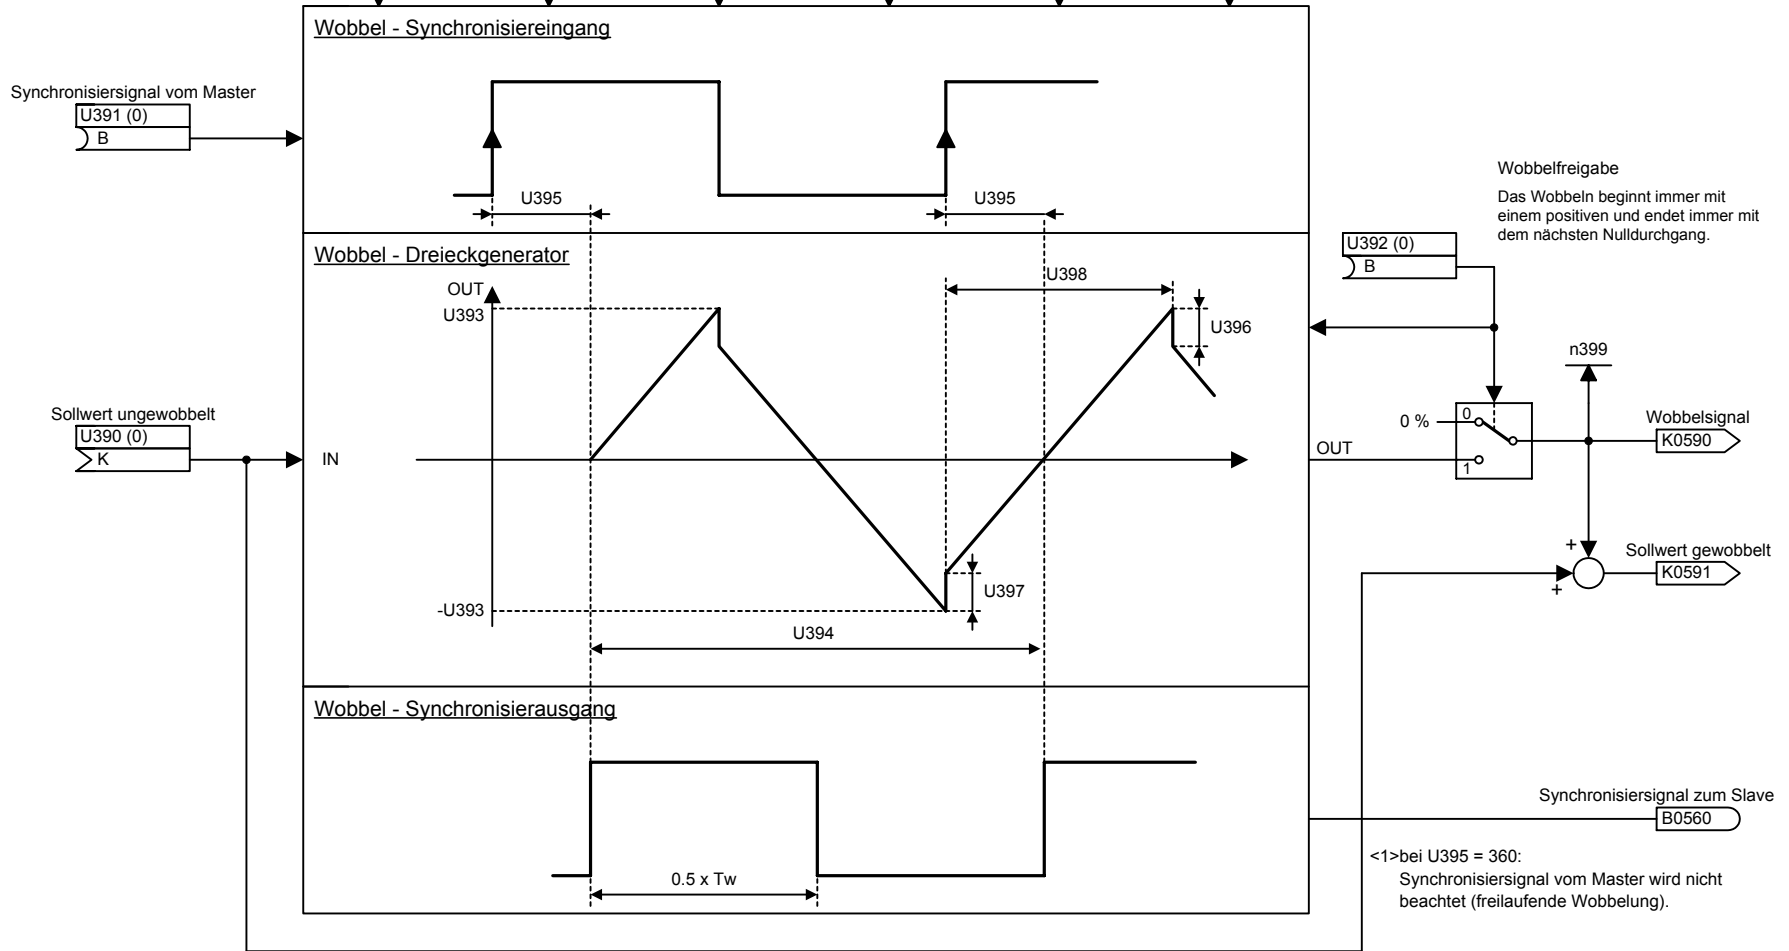 Wobbel - Synchronisiereingang
Synchronisiersignal vom Master
U391 (0)
B
U395
U395
Wobbelfreigabe
Das Wobbeln beginnt immer mit
einem positiven und endet immer mit
dem nächsten Nulldurchgang.
U392 (0)
B
Wobbel - Dreieckgenerator
OUT
U393
U398
U396
n399
Sollwert ungewobbelt
U390 (0)
K
IN
OUT
0 %
0
1
Wobbelsignal
K0590
+
+
Sollwert gewobbelt
K0591
U397
-U393
U394
Wobbel - Synchronisierausgang
0.5 x Tw
Synchronisiersignal zum Slave
B0560
<1>bei U395 = 360:
Synchronisiersignal vom Master wird nicht
beachtet (freilaufende Wobbelung).